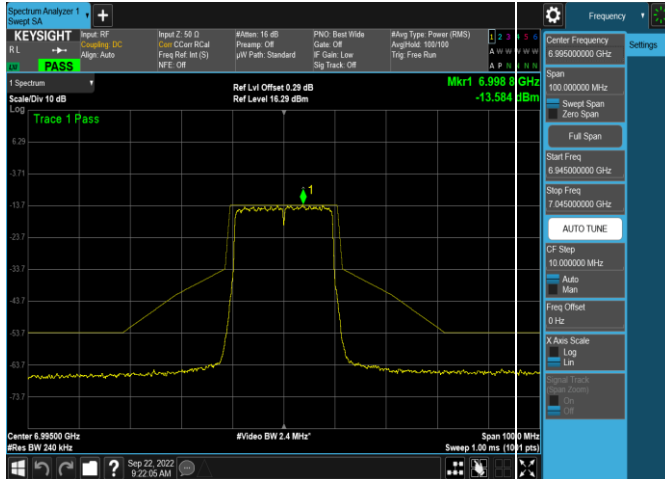 Spectrum Analyzer 1
Swept SA
+
Frequency
KEYSIGHT
Input: RF
Input Z: 50 Ω
#Atten: 16 dB
PNO: Best Wide
#Avg Type: Power (RMS)
1 2 3 4 5 6
RL
Coupling: DC
Corr CCorr RCal
Preamp: Off
Gate: Off
Avg|Hold: 100/100
Align: Auto
Freq Ref: Int (S)
µW Path: Standard
IF Gain: Low
Trig: Free Run
NFE: Off
Sig Track: Off
PASS
1 Spectrum
Scale/Div 10 dB
Log
Ref Lvl Offset 0.29 dB
Ref Level 16.29 dBm
Mkr1 6.998 8 GHz
-13.584 dBm
Trace 1 Pass
1
6.29
-3.71
-13.7
-23.7
-33.7
-43.7
-53.7
-63.7
-73.7
Center 6.99500 GHz
#Res BW 240 kHz
#Video BW 2.4 MHz*
Span 100.0 MHz
Sweep 1.00 ms (1001 pts)
Sep 22, 2022
9:22:05 AM
?
Center Frequency
6.995000000 GHz
Settings
Span
100.000000 MHz
Swept Span
Zero Span
Full Span
Start Freq
6.945000000 GHz
Stop Freq
7.045000000 GHz
AUTO TUNE
CF Step
10.000000 MHz
Auto
Man
Freq Offset
0 Hz
X Axis Scale
Log
Lin
Signal Track
(Span Zoom)
On
Off